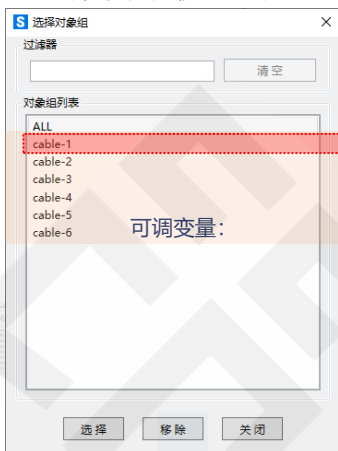 S 选择对象组
过滤器
清空
对象组列表
ALL
cable-1
cable-2
cable-3
cable-4
cable-5
cable-6
可调变量：
选择 移除 关闭